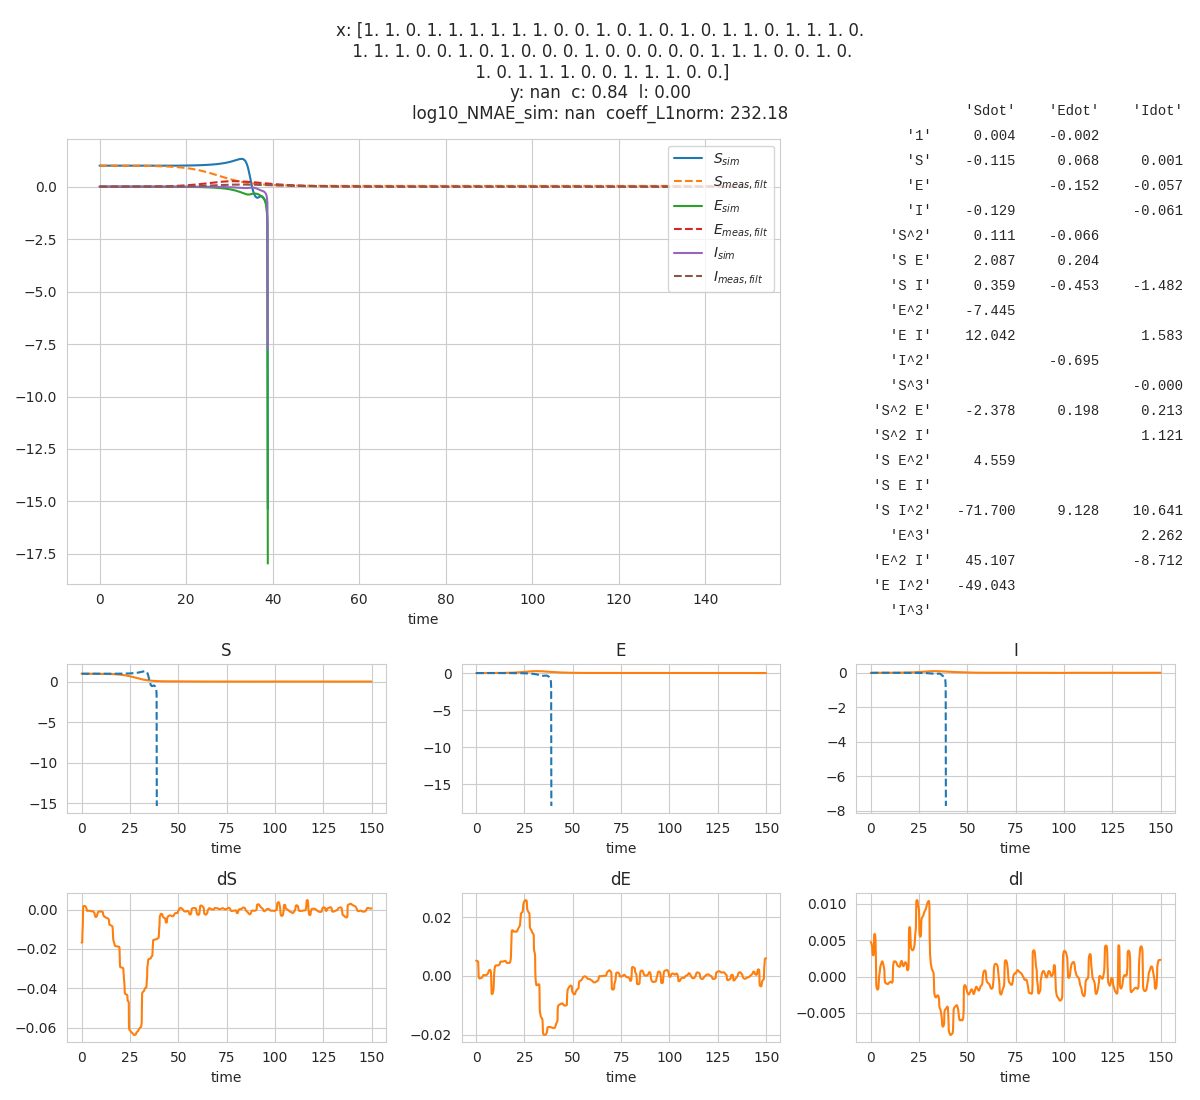 x: [1. 1. 0. 1. 1. 1. 1. 1. 1. 0. 0. 1. 0. 1. 0. 1. 0. 1. 1. 0. 1. 1. 1. 0.
1. 1. 1. 0. 0. 1. 0. 1. 0. 0. 0. 0. 1. 0. 0. 0. 0. 0. 0. 1. 1. 1. 0. 0. 1. 0.
1. 0. 1. 1. 1. 0. 0. 1. 1. 1. 0. 0.]
y: nan c: 0.84 l: 0.00
log10_NMAE_sim: nan coeff_L1norm: 232.18
'Sdot' 'Edot' 'Idot'
'1' 0.004 -0.002
'S' -0.115 0.068 0.001
'E' -0.152 -0.057
'I' -0.129 -0.061
'S^2' 0.111 -0.066
'S E' 2.087 0.204
'S I' 0.359 -0.453 -1.482
'E^2' -7.445
'E I' 12.042 1.583
'I^2' -0.695
'S^3' -0.000
'S^2 E' -2.378 0.198 0.213
'S^2 I' 1.121
'S E^2' 4.559
'S E I'
'S I^2' -71.700 9.128 10.641
'E^3' 2.262
'E^2 I' 45.107 -8.712
'E I^2' -49.043
'I^3'
S_sim
S_meas,filt
E_sim
E_meas,filt
I_sim
I_meas,filt
0.0
−2.5
−5.0
−7.5
−10.0
−12.5
−15.0
−17.5
0 20 40 60 80 100 120 140
time
S
0
−5
−10
−15
0 25 50 75 100 125 150
time
E
0
−5
−10
−15
0 25 50 75 100 125 150
time
I
0
−2
−4
−6
−8
0 25 50 75 100 125 150
time
dS
0.00
−0.02
−0.04
−0.06
0 25 50 75 100 125 150
time
dE
0.02
0.00
−0.02
0 25 50 75 100 125 150
time
dI
0.010
0.005
0.000
−0.005
0 25 50 75 100 125 150
time